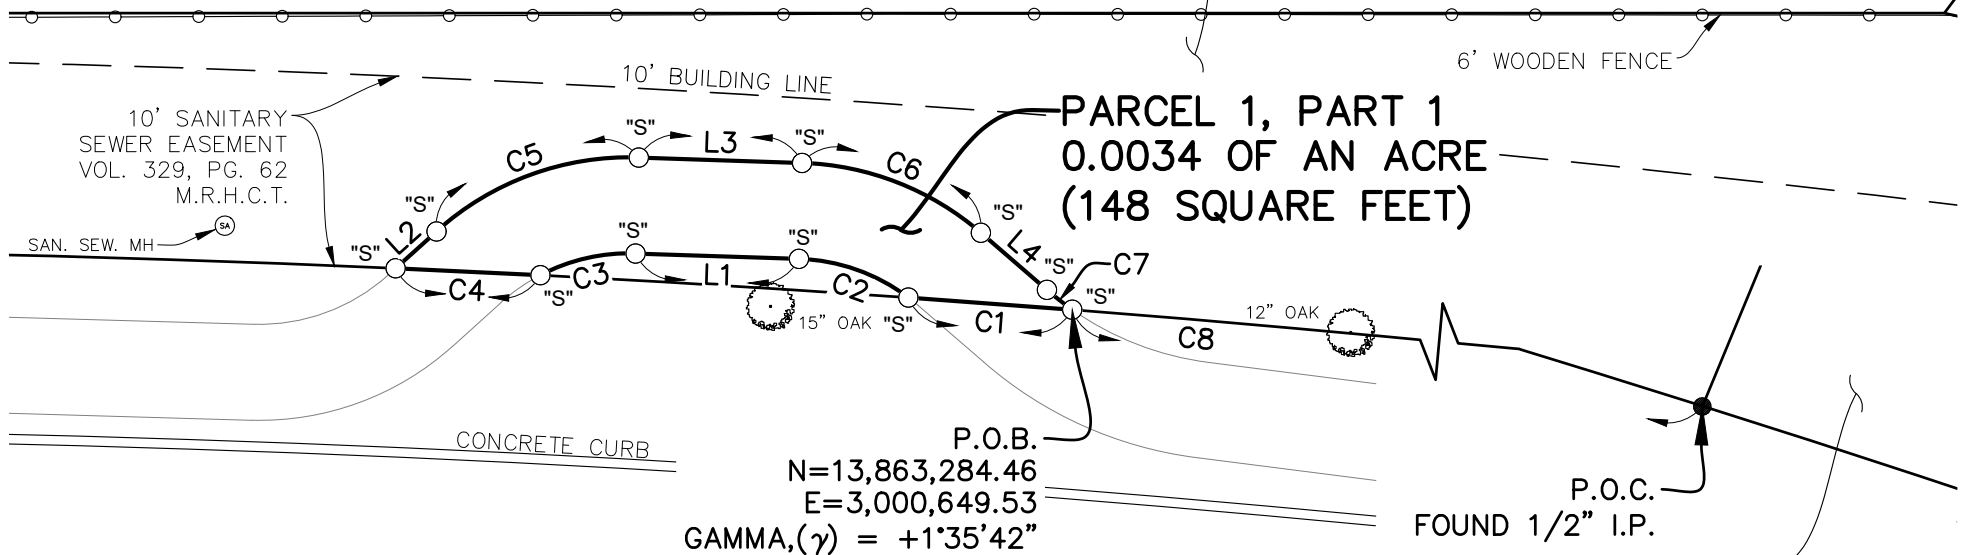 6' WOODEN FENCE
10' BUILDING LINE
10' SANITARY
SEWER EASEMENT
VOL. 329, PG. 62
M.R.H.C.T.
PARCEL 1, PART 1
0.0034 OF AN ACRE
(148 SQUARE FEET)
"S"
L3
"S"
C5
C6
"S"
"S"
SA
SAN. SEW. MH
L2
"S"
"S"
"S"
L4
"S"
C7
C4
"S"
C3
L1
C2
"S"
"S"
C1
C8
15" OAK
12" OAK
CONCRETE CURB
P.O.B.
N=13,863,284.46
E=3,000,649.53
GAMMA,(γ) = +1°35'42"
P.O.C.
FOUND 1/2" I.P.